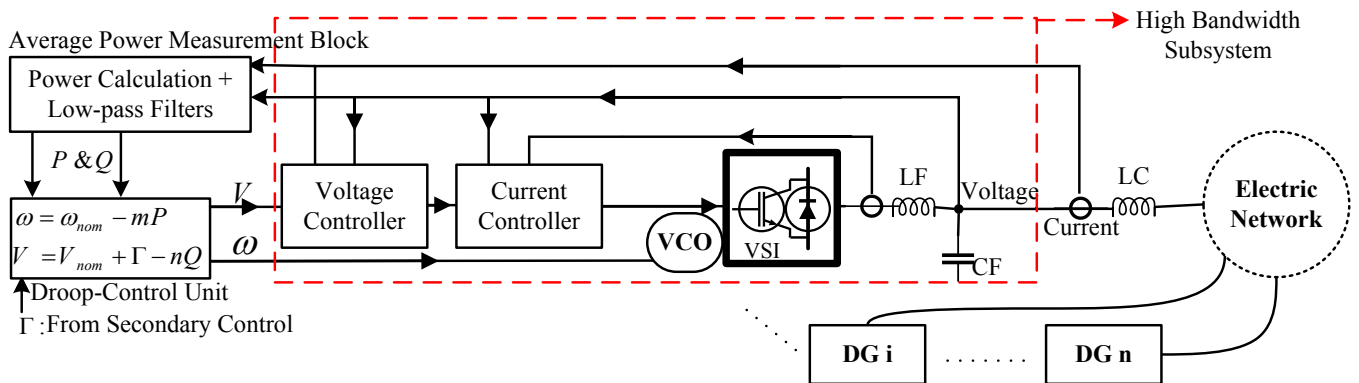 High Bandwidth
Subsystem
Average Power Measurement Block
Power Calculation +
Low-pass Filters
P & Q
V
ω
ω = ω_nom − mP
V = V_nom + Γ − nQ
Droop-Control Unit
Γ :From Secondary Control
Voltage
Controller
Current
Controller
VCO
VSI
LF
Voltage
CF
Current
LC
Electric
Network
DG i
DG n